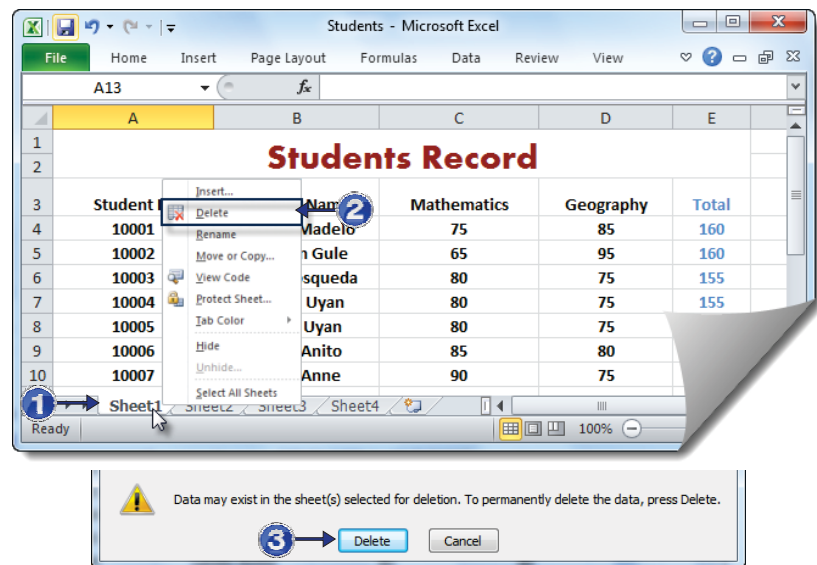 Students - Microsoft Excel
File Home Insert Page Layout Formulas Data Review View
A13 fx
A B C D E
1
2
Students Record
3 Student Nam Mathematics Geography Total
4 10001 Madelo 75 85 160
5 10002 Gule 65 95 160
6 10003 squeda 80 75 155
7 10004 Uyan 80 75 155
8 10005 Uyan 80 75
9 10006 Anito 85 80
10 10007 Anne 90 75
Insert...
Delete
2
Rename
Move or Copy...
View Code
Protect Sheet...
Tab Color
Hide
Unhide...
Select All Sheets
1
Sheet1 Sheet2 Sheet3 Sheet4
Ready 100%
Data may exist in the sheet(s) selected for deletion. To permanently delete the data, press Delete.
3 Delete Cancel